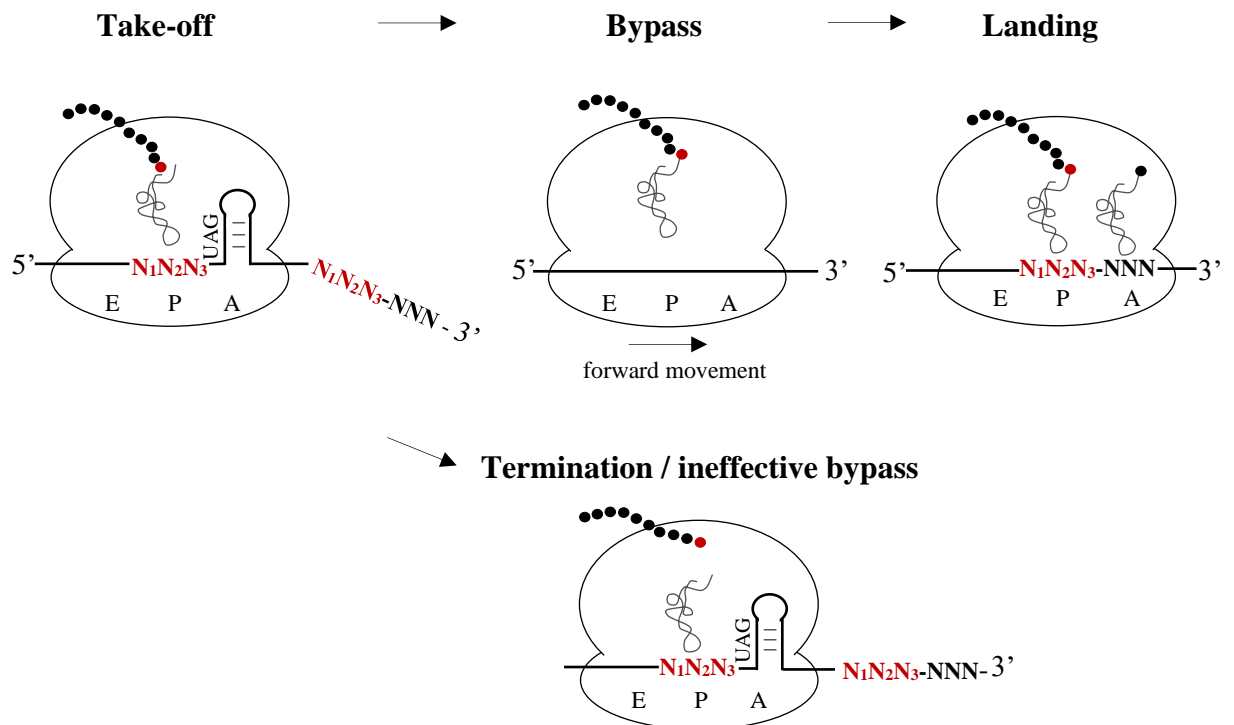 Take-off
Bypass
Landing
UAG
5’
N₁N₂N₃
N₁N₂N₃-NNN - 3’
E P A
5’
3’
E P A
forward movement
5’
N₁N₂N₃-NNN
3’
E P A
Termination / ineffective bypass
UAG
N₁N₂N₃
N₁N₂N₃-NNN-3’
E P A